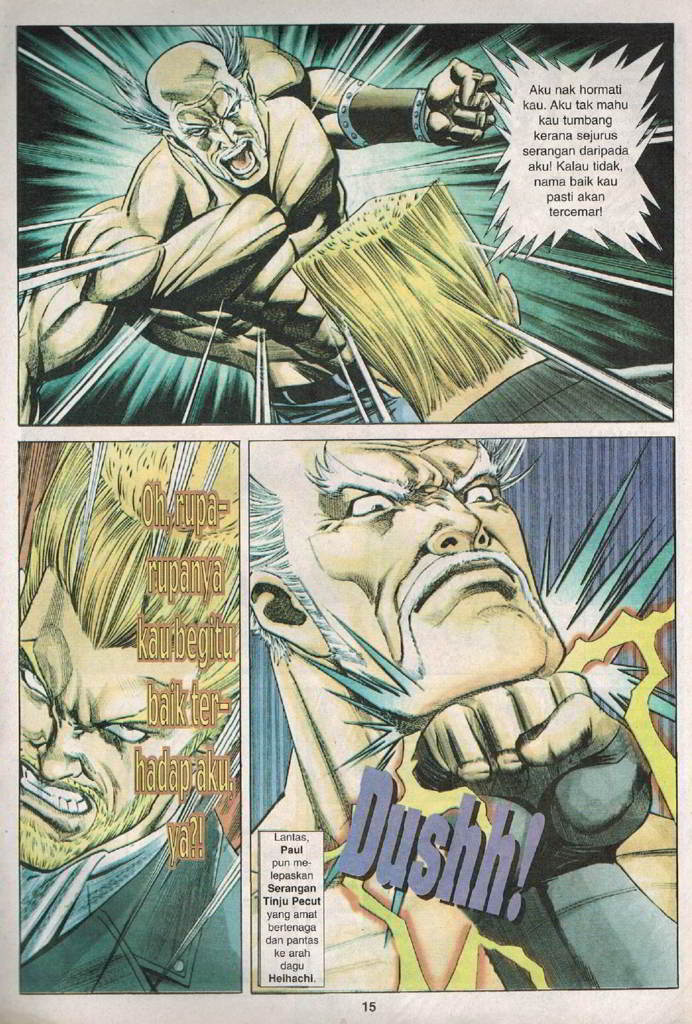 Aku nak hormati
kau. Aku tak mahu
kau tumbang
kerana sejurus
serangan daripada
aku! Kalau tidak,
nama baik kau
pasti akan
tercemar!
Oh, rupa-
rupanya
kau begitu
baik ter-
hadap aku,
ya?!
Dushh!
Lantas,
Paul
pun me-
lepaskan
Serangan
Tinju Pecut
yang amat
bertenaga
dan pantas
ke arah
dagu
Heihachi.
15